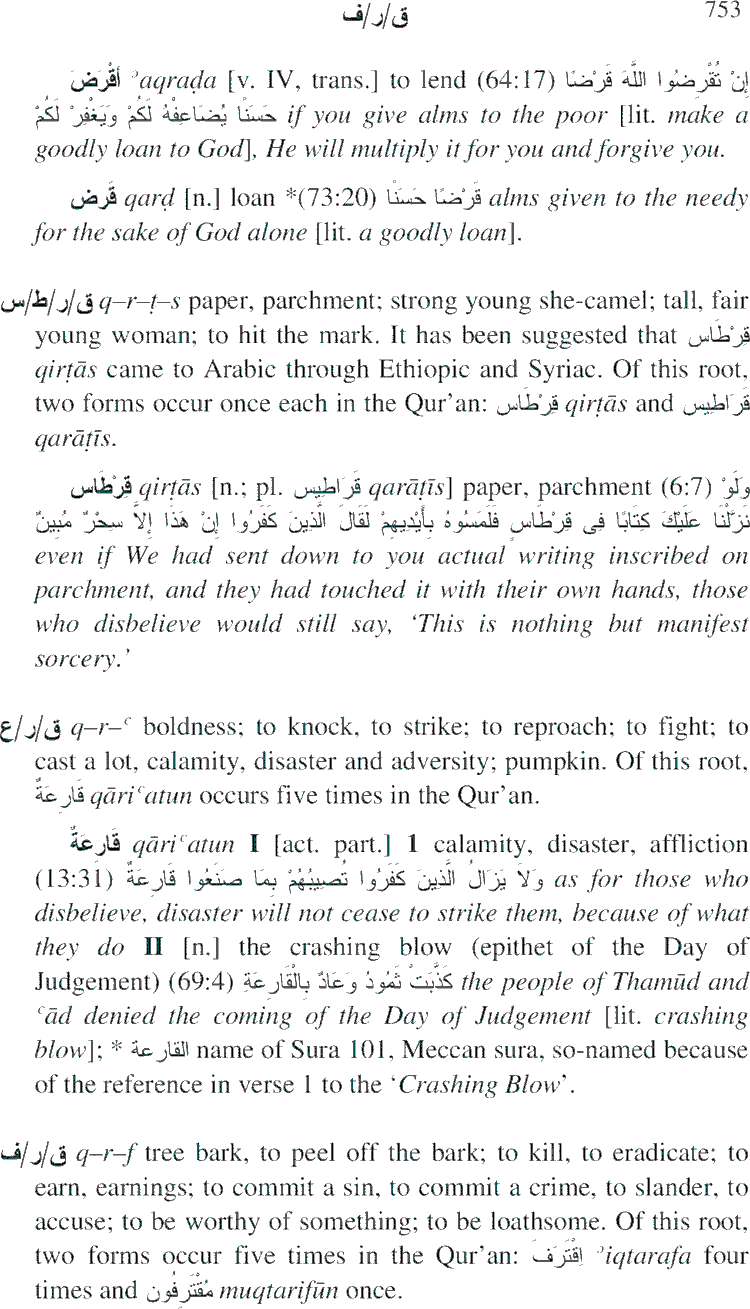 ق/ر/ف 753
أَقْرَضَ ʾaqraḍa [v. IV, trans.] to lend (64:17) إِنْ تُقْرِضُوا اللَّهَ قَرْضًا
حَسَنًا يُضَاعِفْهُ لَكُمْ وَيَغْفِرْ لَكُمْ if you give alms to the poor [lit. make a
goodly loan to God], He will multiply it for you and forgive you.
قَرض qarḍ [n.] loan *(73:20) قَرْضًا حَسَنًا alms given to the needy
for the sake of God alone [lit. a goodly loan].
ق/ر/ط/س q–r–ṭ–s paper, parchment; strong young she-camel; tall, fair
young woman; to hit the mark. It has been suggested that قِرْطَاس
qirṭās came to Arabic through Ethiopic and Syriac. Of this root,
two forms occur once each in the Qur’an: قِرْطَاس qirṭās and قَرَاطِيس
qarāṭīs.
قِرْطَاس qirṭās [n.; pl. قَرَاطِيس qarāṭīs] paper, parchment (6:7) وَلَوْ
نَزَّلْنَا عَلَيْكَ كِتَابًا فِى قِرْطَاسٍ فَلَمَسُوهُ بِأَيْدِيهِمْ لَقَالَ الَّذِينَ كَفَرُوا إِنْ هَذَا إِلاَّ سِحْرٌ مُبِينٌ
even if We had sent down to you actual writing inscribed on
parchment, and they had touched it with their own hands, those
who disbelieve would still say, ‘This is nothing but manifest
sorcery.’
ق/ر/ع q–r–ʿ boldness; to knock, to strike; to reproach; to fight; to
cast a lot, calamity, disaster and adversity; pumpkin. Of this root,
قَارِعَةٌ qāriʿatun occurs five times in the Qur’an.
قَارِعَةٌ qāriʿatun I [act. part.] 1 calamity, disaster, affliction
(13:31) وَلاَ يَزَالُ الَّذِينَ كَفَرُوا تُصِيبُهُمْ بِمَا صَنَعُوا قَارِعَةٌ as for those who
disbelieve, disaster will not cease to strike them, because of what
they do II [n.] the crashing blow (epithet of the Day of
Judgement) (69:4) كَذَّبَتْ ثَمُودُ وَعَادٌ بِالْقَارِعَةِ the people of Thamūd and
ʿād denied the coming of the Day of Judgement [lit. crashing
blow]; * القارعة name of Sura 101, Meccan sura, so-named because
of the reference in verse 1 to the ‘Crashing Blow’.
ق/ر/ف q–r–f tree bark, to peel off the bark; to kill, to eradicate; to
earn, earnings; to commit a sin, to commit a crime, to slander, to
accuse; to be worthy of something; to be loathsome. Of this root,
two forms occur five times in the Qur’an: اِقْتَرَفَ ʾiqtarafa four
times and مُقْتَرِفُون muqtarifūn once.